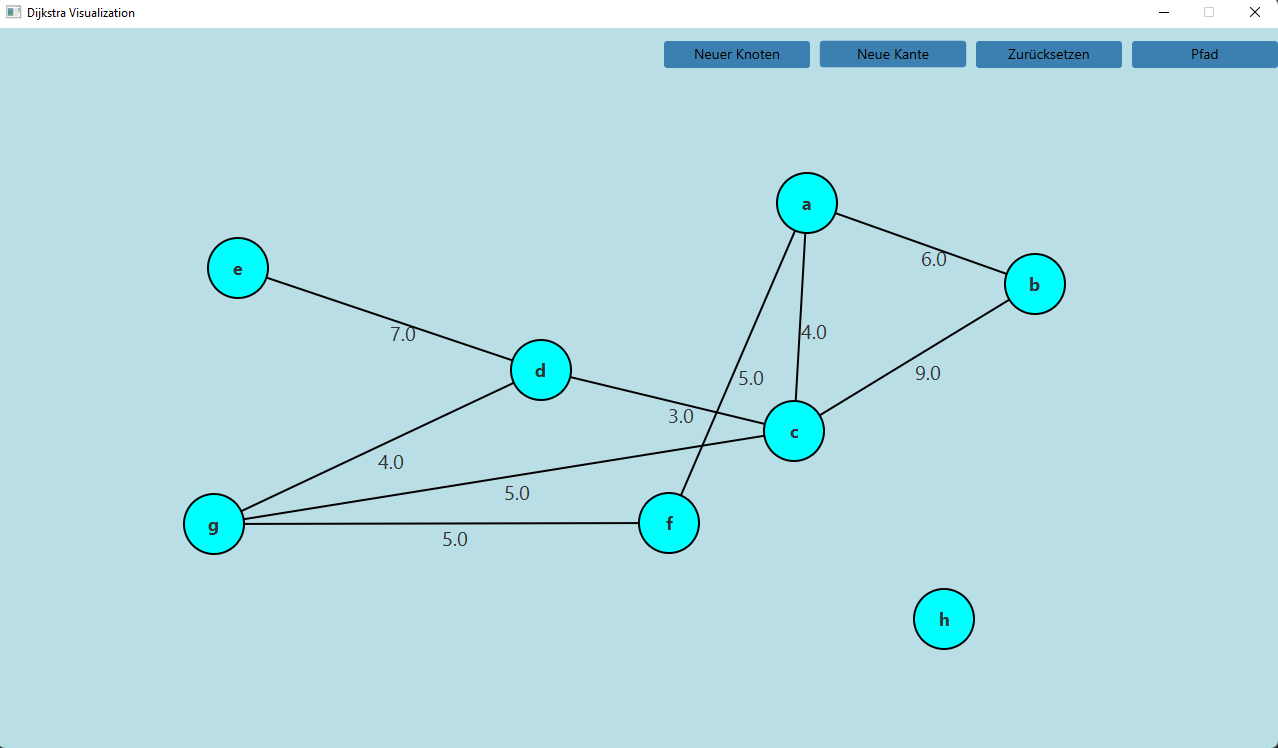 Dijkstra Visualization
Neuer Knoten Neue Kante Zurücksetzen Pfad
a
6.0
e
b
7.0
4.0
d
9.0
5.0
3.0
c
4.0
5.0
g
f
5.0
h